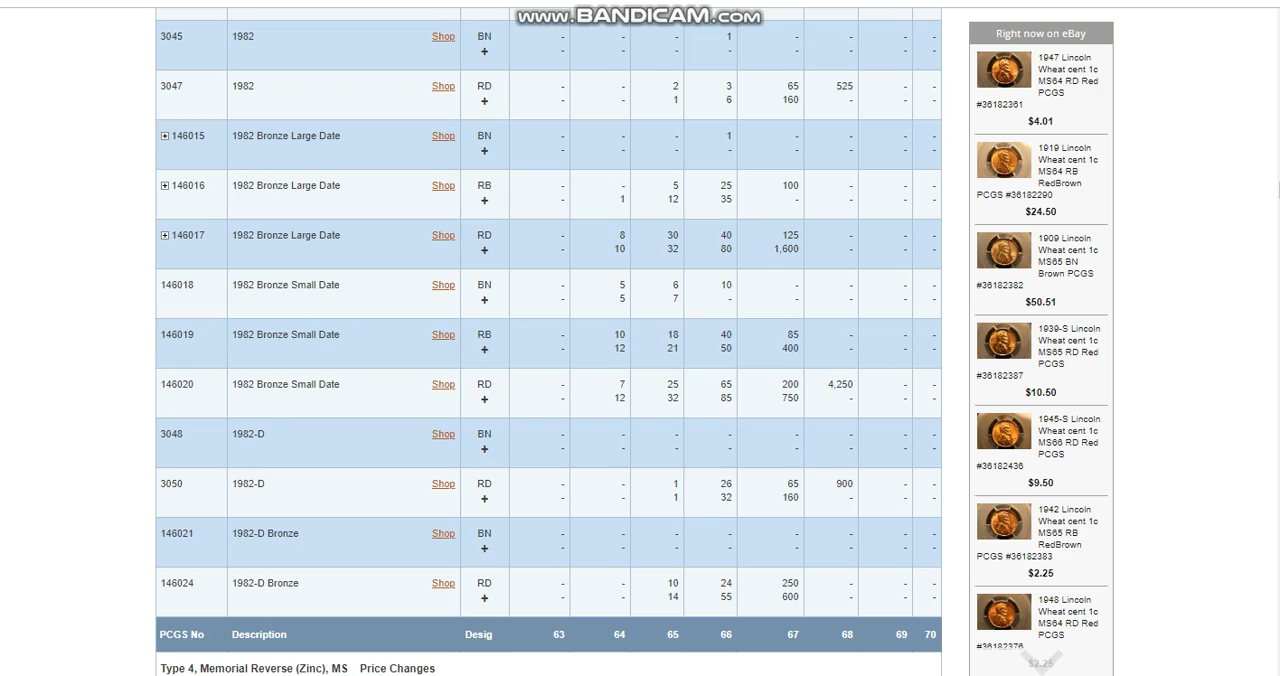 www.BANDICAM.com
3045 1982 Shop BN - - - 1 - - - -
+ - - - - - - - -
3047 1982 Shop RD - - 2 3 65 525 - -
+ - - 1 6 160 - - -
146015 1982 Bronze Large Date Shop BN - - - 1 - - - -
+ - - - - - - - -
146016 1982 Bronze Large Date Shop RB - - 5 25 100 - - -
+ - 1 12 35 - - - -
146017 1982 Bronze Large Date Shop RD - 8 30 40 125 - - -
+ - 10 32 80 1,600 - - -
146018 1982 Bronze Small Date Shop BN - 5 6 10 - - - -
+ - 5 7 - - - - -
146019 1982 Bronze Small Date Shop RB - 10 18 40 85 - - -
+ - 12 21 50 400 - - -
146020 1982 Bronze Small Date Shop RD - 7 25 65 200 4,250 - -
+ - 12 32 85 750 - - -
3048 1982-D Shop BN - - - - - - - -
+ - - - - - - - -
3050 1982-D Shop RD - - 1 26 65 900 - -
+ - - 1 32 160 - - -
146021 1982-D Bronze Shop BN - - - - - - - -
+ - - - - - - - -
146024 1982-D Bronze Shop RD - - 10 24 250 - - -
+ - - 14 55 600 - - -
PCGS No Description Desig 63 64 65 66 67 68 69 70
Type 4, Memorial Reverse (Zinc), MS Price Changes
Right now on eBay
1947 Lincoln
Wheat cent 1c
MS64 RD Red
PCGS
#36182361
$4.01
1919 Lincoln
Wheat cent 1c
MS64 RB
RedBrown
PCGS #36182290
$24.50
1909 Lincoln
Wheat cent 1c
MS65 BN
Brown PCGS
#36182382
$50.51
1939-S Lincoln
Wheat cent 1c
MS65 RD Red
PCGS
#36182387
$10.50
1945-S Lincoln
Wheat cent 1c
MS66 RD Red
PCGS
#36182436
$9.50
1942 Lincoln
Wheat cent 1c
MS65 RB
RedBrown
PCGS #36182383
$2.25
1948 Lincoln
Wheat cent 1c
MS64 RD Red
PCGS
#36182376
$2.25